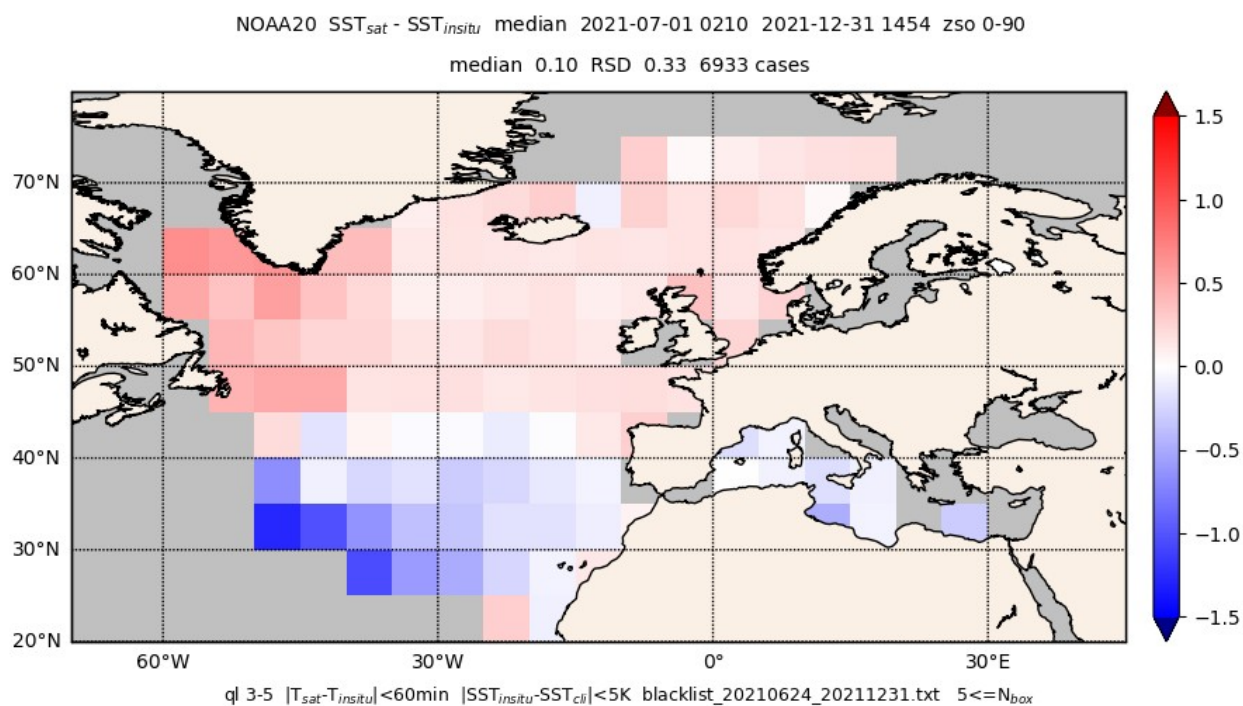 NOAA20 SST_sat - SST_insitu median 2021-07-01 0210 2021-12-31 1454 zso 0-90
median 0.10 RSD 0.33 6933 cases
70°N
60°N
50°N
40°N
30°N
20°N
60°W 30°W 0° 30°E
1.5
1.0
0.5
0.0
−0.5
−1.0
−1.5
ql 3-5 |T_sat-T_insitu|<60min |SST_insitu-SST_cli|<5K blacklist_20210624_20211231.txt 5<=N_box